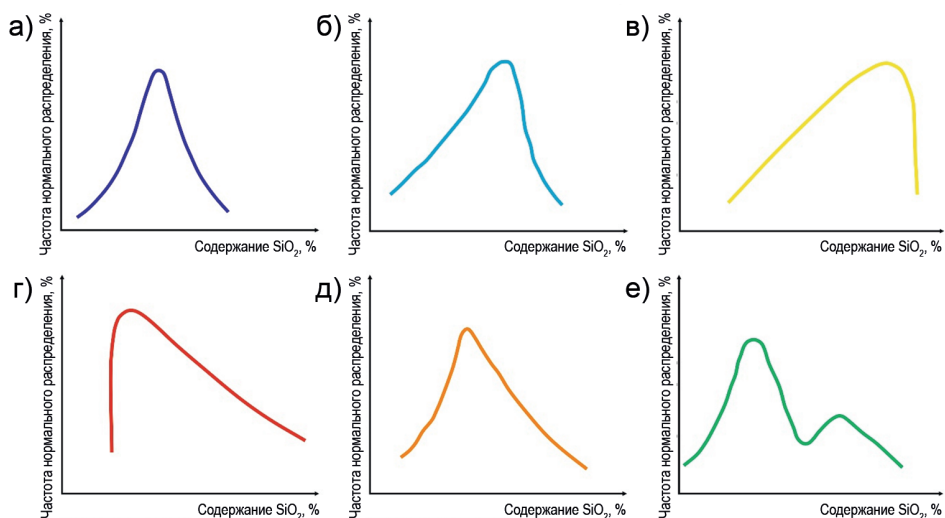 а)
Частота нормального распределения, %
Содержание SiO₂, %
б)
Частота нормального распределения, %
Содержание SiO₂, %
в)
Частота нормального распределения, %
Содержание SiO₂, %
г)
Частота нормального распределения, %
Содержание SiO₂, %
д)
Частота нормального распределения, %
Содержание SiO₂, %
е)
Частота нормального распределения, %
Содержание SiO₂, %